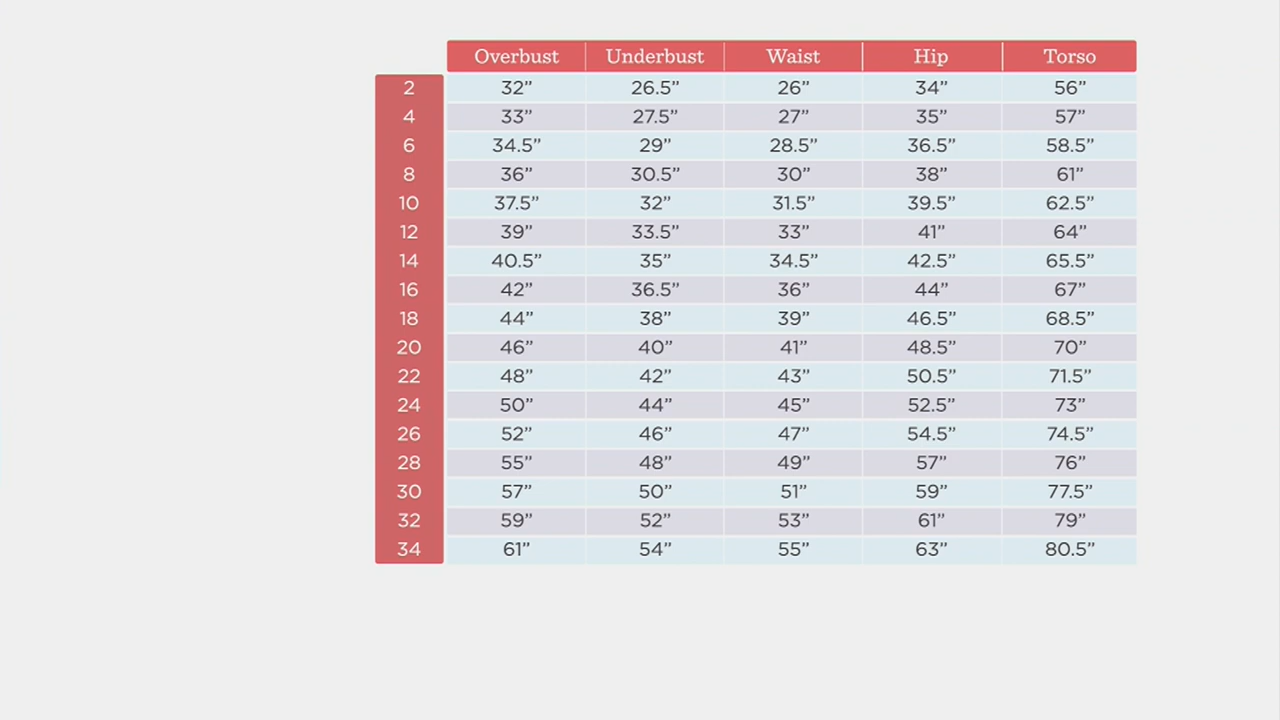 Overbust Underbust Waist Hip Torso
2 32” 26.5” 26” 34” 56”
4 33” 27.5” 27” 35” 57”
6 34.5” 29” 28.5” 36.5” 58.5”
8 36” 30.5” 30” 38” 61”
10 37.5” 32” 31.5” 39.5” 62.5”
12 39” 33.5” 33” 41” 64”
14 40.5” 35” 34.5” 42.5” 65.5”
16 42” 36.5” 36” 44” 67”
18 44” 38” 39” 46.5” 68.5”
20 46” 40” 41” 48.5” 70”
22 48” 42” 43” 50.5” 71.5”
24 50” 44” 45” 52.5” 73”
26 52” 46” 47” 54.5” 74.5”
28 55” 48” 49” 57” 76”
30 57” 50” 51” 59” 77.5”
32 59” 52” 53” 61” 79”
34 61” 54” 55” 63” 80.5”